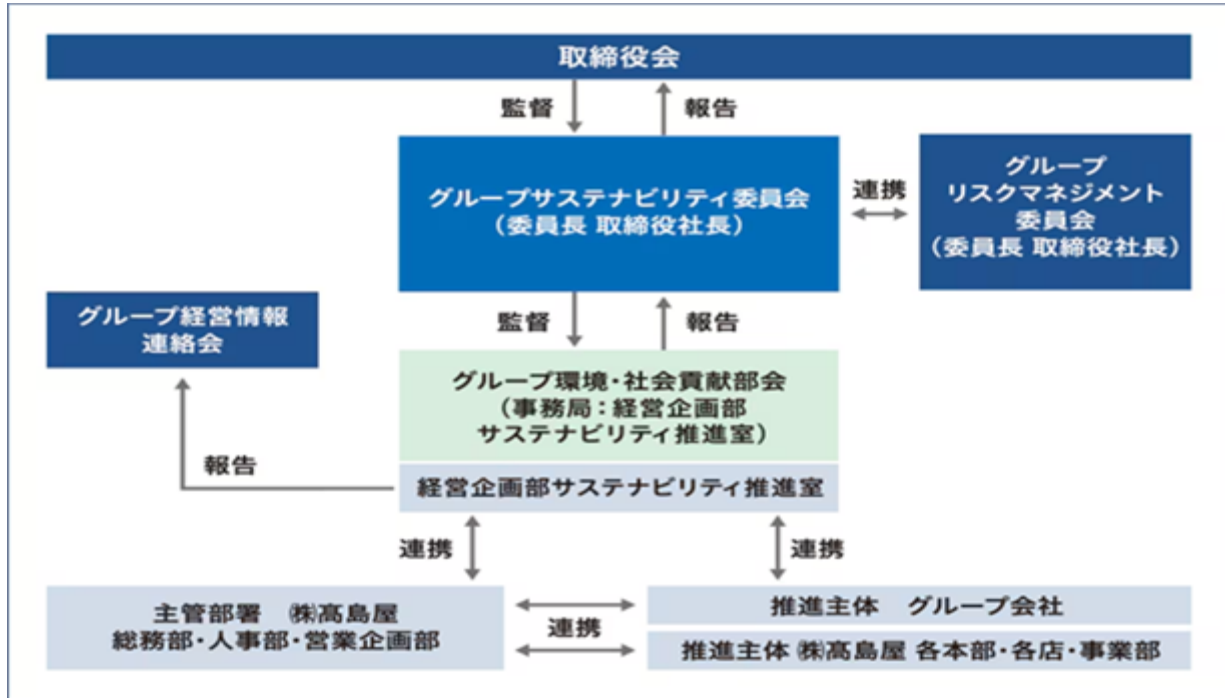 取締役会
監督
報告
グループサステナビリティ委員会
（委員長 取締役社長）
連携
グループ
リスクマネジメント
委員会
（委員長 取締役社長）
監督
報告
グループ経営情報
連絡会
グループ環境・社会貢献部会
（事務局：経営企画部
サステナビリティ推進室）
報告
経営企画部サステナビリティ推進室
連携
連携
主管部署　㈱髙島屋
総務部・人事部・営業企画部
連携
推進主体　グループ会社
推進主体 ㈱髙島屋 各本部・各店・事業部